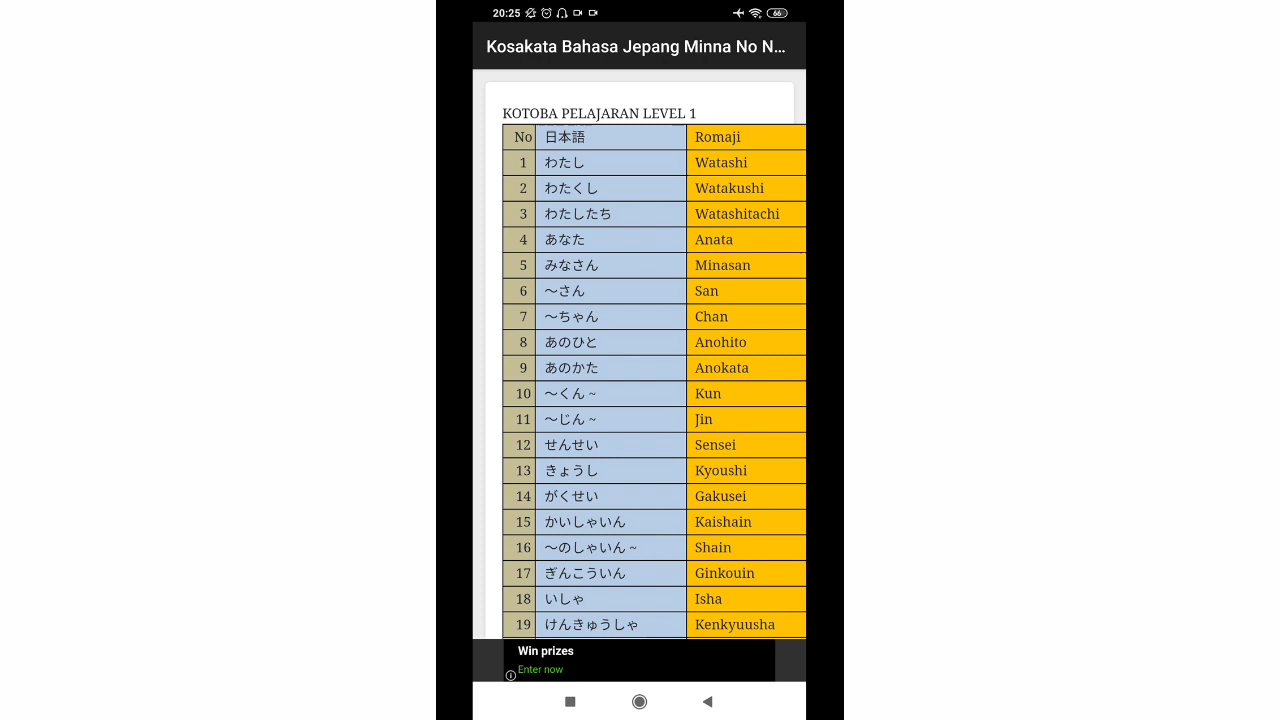 20:25 66
Kosakata Bahasa Jepang Minna No N...
KOTOBA PELAJARAN LEVEL 1
No 日本語 Romaji
1 わたし Watashi
2 わたくし Watakushi
3 わたしたち Watashitachi
4 あなた Anata
5 みなさん Minasan
6 ～さん San
7 ～ちゃん Chan
8 あのひと Anohito
9 あのかた Anokata
10 ～くん ~ Kun
11 ～じん ~ Jin
12 せんせい Sensei
13 きょうし Kyoushi
14 がくせい Gakusei
15 かいしゃいん Kaishain
16 ～のしゃいん ~ Shain
17 ぎんこういん Ginkouin
18 いしゃ Isha
19 けんきゅうしゃ Kenkyuusha
Win prizes
Enter now